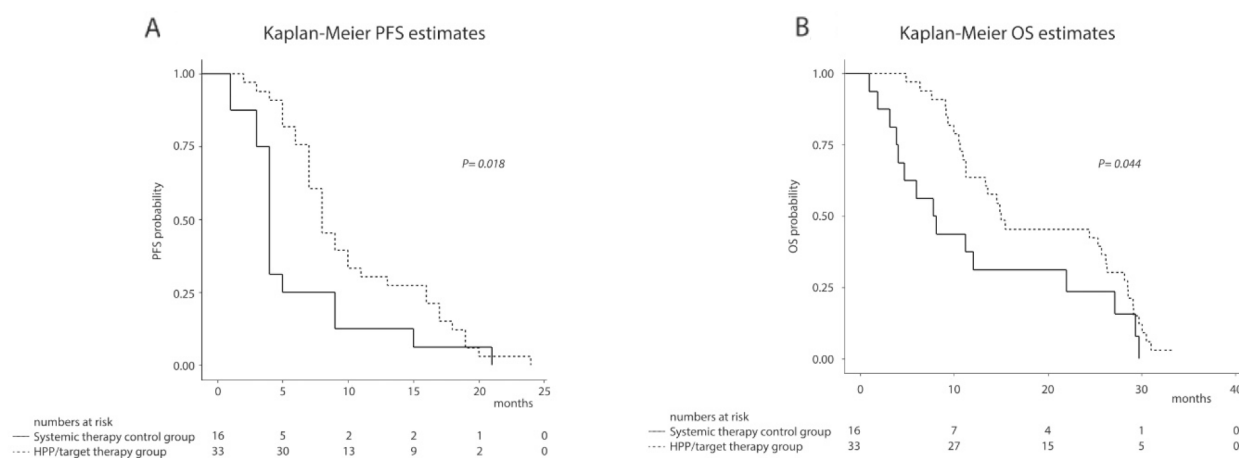 A
Kaplan-Meier PFS estimates
1.00
0.75
0.50
0.25
0.00
PFS probability
P= 0.018
0 5 10 15 20 25
months
numbers at risk
Systemic therapy control group 16 5 2 2 1 0
HPP/target therapy group 33 30 13 9 2 0
B
Kaplan-Meier OS estimates
1.00
0.75
0.50
0.25
0.00
OS probability
P= 0.044
0 10 20 30 40
months
numbers at risk
Systemic therapy control group 16 7 4 1 0
HPP/target therapy group 33 27 15 5 0